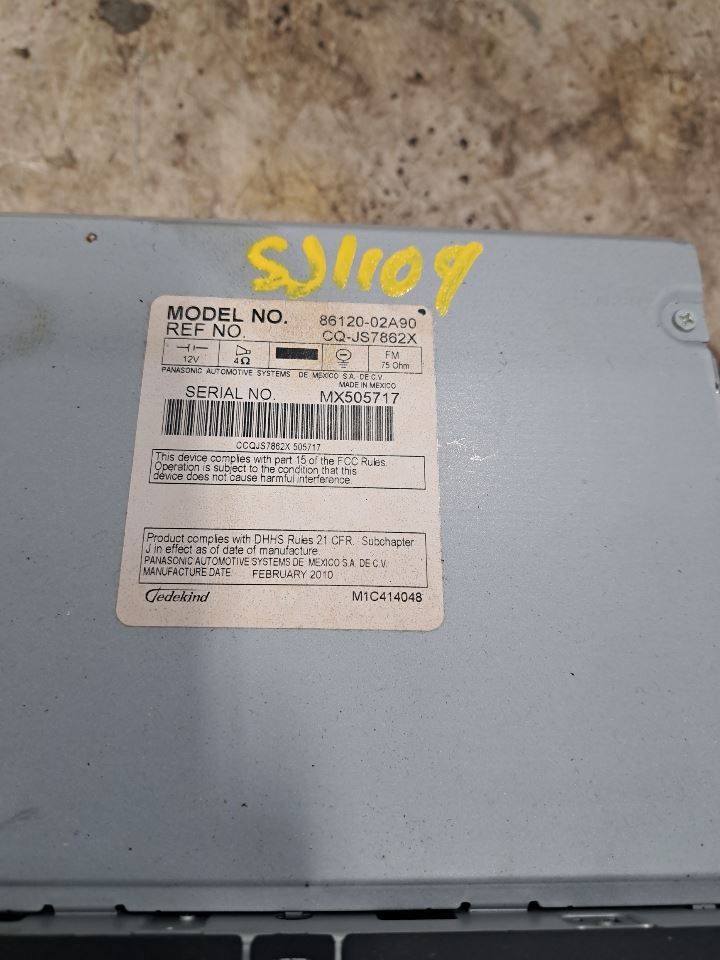 SJ1109
MODEL NO. 86120-02A90
REF NO. CQ-JS7862X
12V 4Ω FM 75 Ohm
PANASONIC AUTOMOTIVE SYSTEMS DE MEXICO S.A. DE C.V.
MADE IN MEXICO
SERIAL NO. MX505717
CCQJS7862X 505717
This device complies with part 15 of the FCC Rules.
Operation is subject to the condition that this
device does not cause harmful interference.
Product complies with DHHS Rules 21 CFR. Subchapter
J in effect as of date of manufacture
PANASONIC AUTOMOTIVE SYSTEMS DE MEXICO S.A. DE C.V.
MANUFACTURE DATE FEBRUARY 2010
Gedekind M1C414048